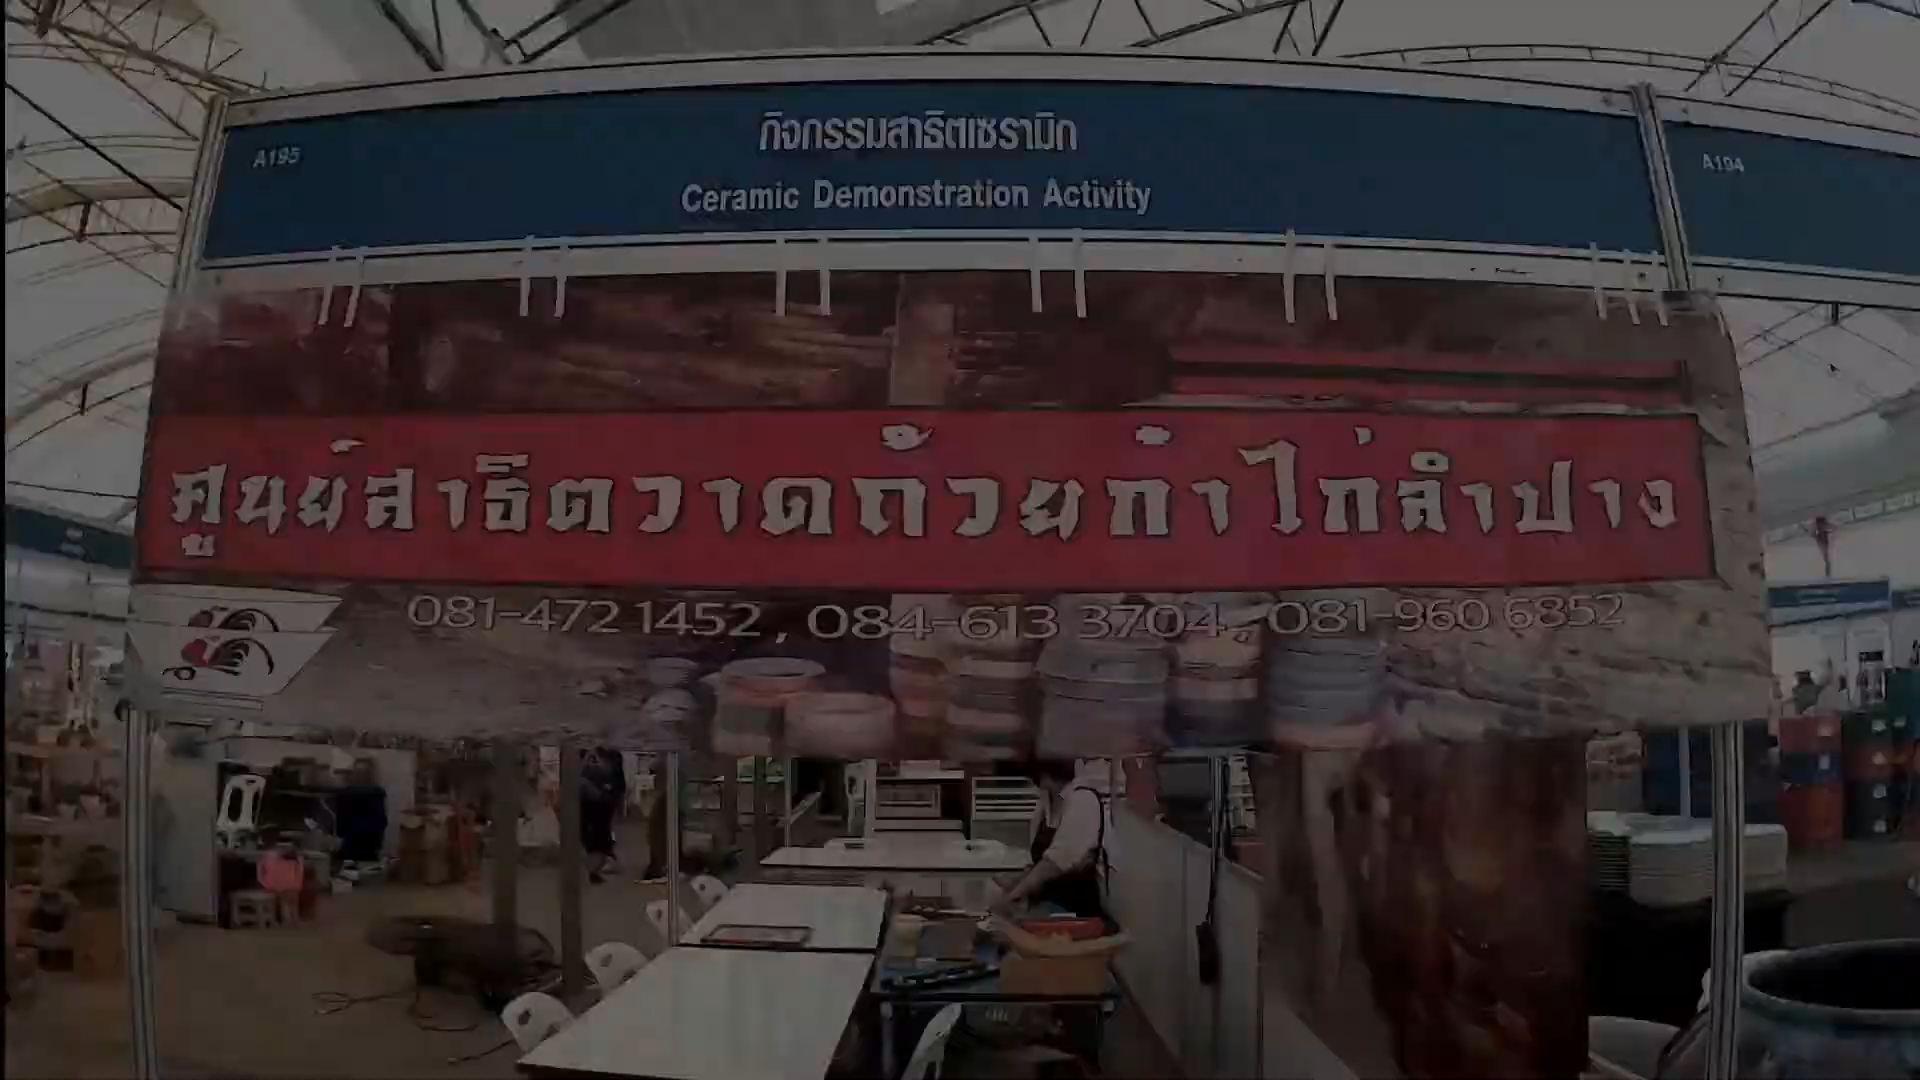 กิจกรรมสาธิตเซรามิก
A195
A194
Ceramic Demonstration Activity
ศูนย์สาธิตวาดถ้วยกำไก่ลำปาง
081-472 1452 , 084-613 3704 081-960 6852